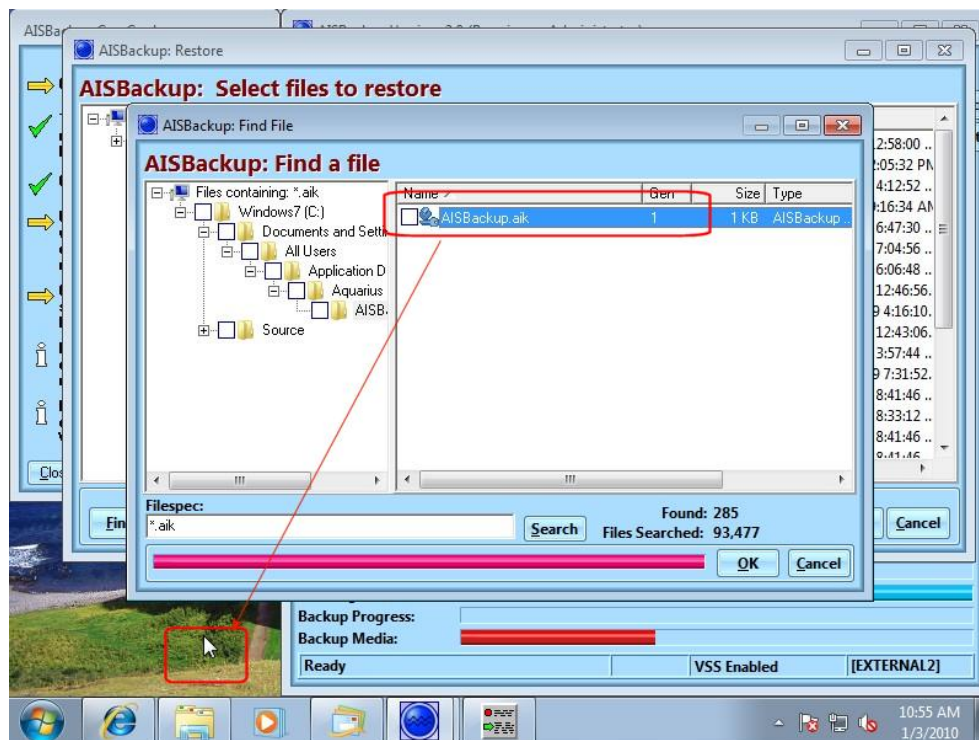 AISBackup: Restore
AISBackup: Select files to restore
AISBackup: Find File
AISBackup: Find a file
Files containing: *.aik
Windows7 (C:)
Documents and Setti
All Users
Application D
Aquarius
AISB
Source
Name Gen Size Type
AISBackup.aik 1 1 KB AISBackup ...
2:58:00 ..
2:05:32 PM
4:12:52 ..
9:16:34 AM
6:47:30 ..
7:04:56 ..
6:06:48 ..
12:46:56.
9 4:16:10.
12:43:06.
3:57:44 ..
9 7:31:52.
8:41:46 ..
8:33:12 ..
8:41:46 ..
8:41:46
Clos
Fin
Filespec:
*.aik
Search
Found: 285
Files Searched: 93,477
OK Cancel
Cancel
Backup Progress:
Backup Media:
Ready VSS Enabled [EXTERNAL2]
10:55 AM
1/3/2010